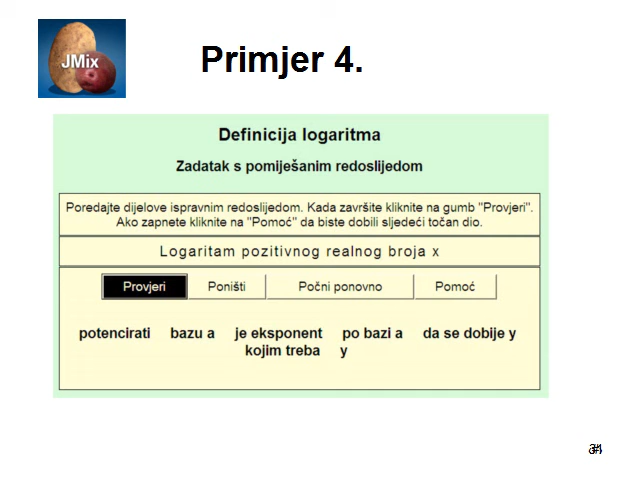 JMix
Primjer 4.
Definicija logaritma
Zadatak s pomiješanim redoslijedom
Poredajte dijelove ispravnim redoslijedom. Kada završite kliknite na gumb "Provjeri".
Ako zapnete kliknite na "Pomoć" da biste dobili sljedeći točan dio.
Logaritam pozitivnog realnog broja x
Provjeri Poništi Počni ponovno Pomoć
potencirati bazu a je eksponent po bazi a da se dobije y
kojim treba y